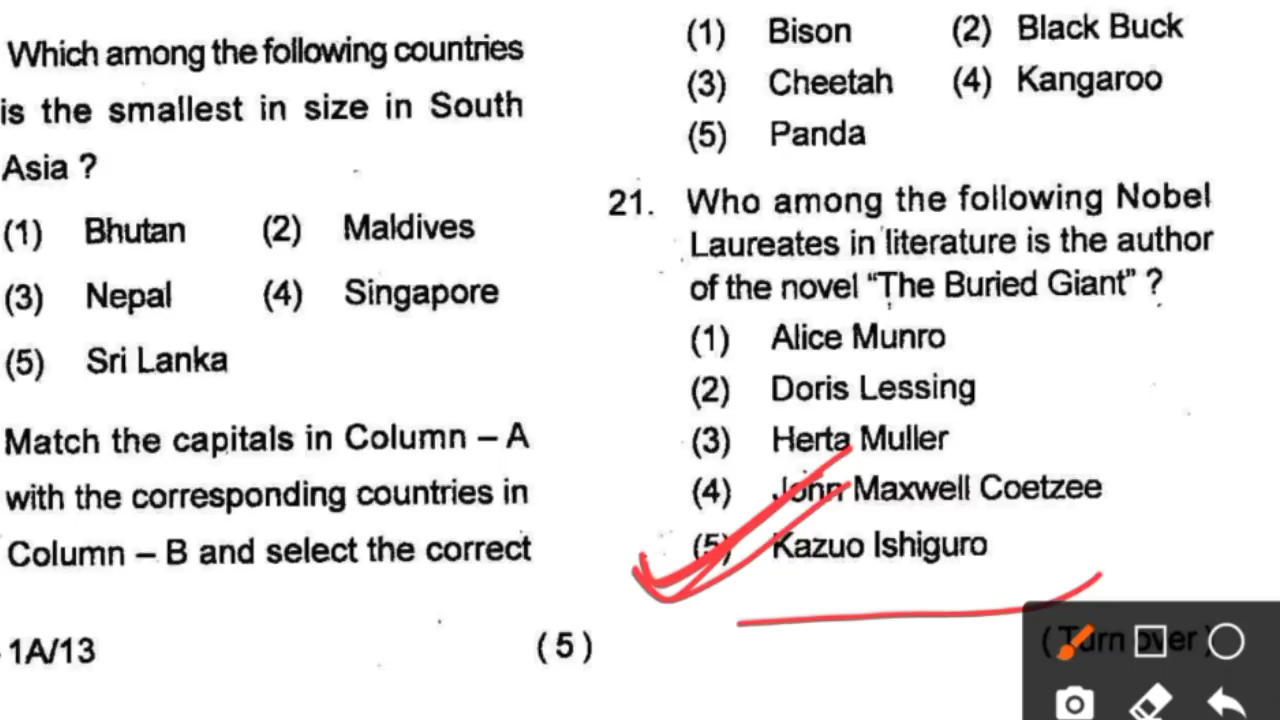 Which among the following countries
is the smallest in size in South
Asia ?
(1) Bhutan (2) Maldives
(3) Nepal (4) Singapore
(5) Sri Lanka
Match the capitals in Column – A
with the corresponding countries in
Column – B and select the correct
1A/13
(5)
(1) Bison (2) Black Buck
(3) Cheetah (4) Kangaroo
(5) Panda
21. Who among the following Nobel
Laureates in literature is the author
of the novel “The Buried Giant” ?
(1) Alice Munro
(2) Doris Lessing
(3) Herta Muller
(4) John Maxwell Coetzee
(5) Kazuo Ishiguro
(Turn over)